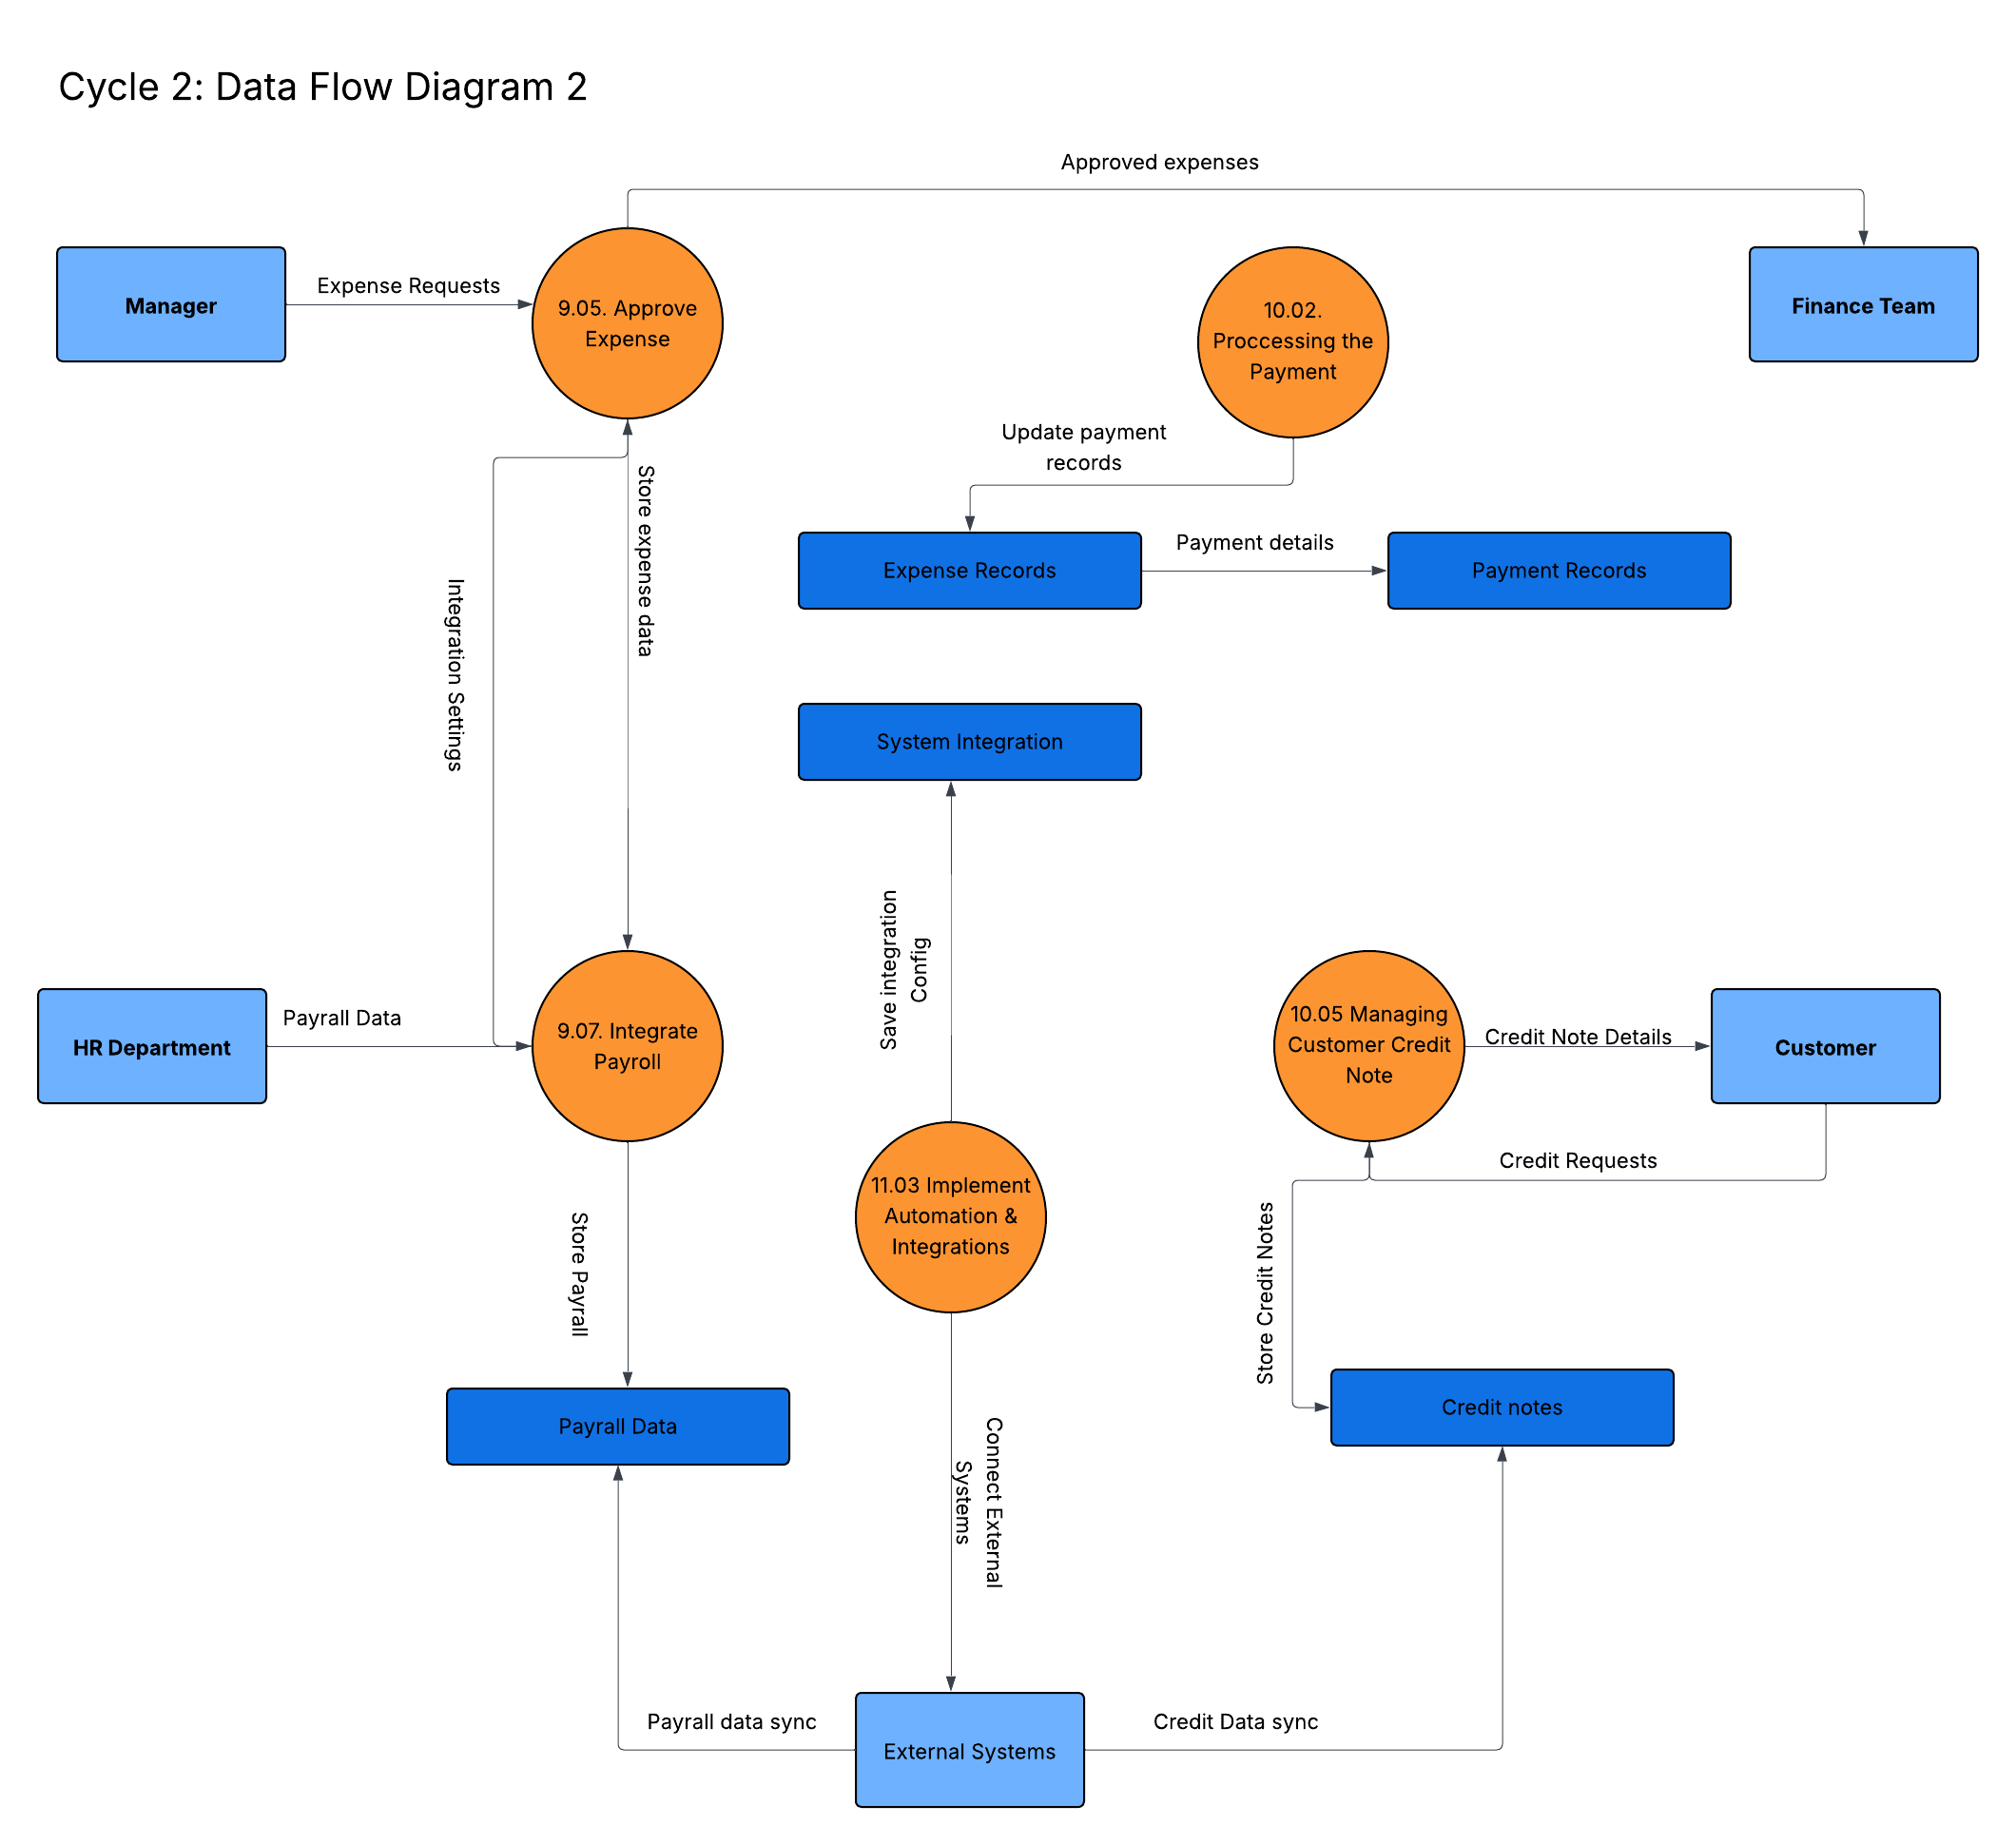 Cycle 2: Data Flow Diagram 2
Approved expenses
Manager
Expense Requests
9.05. Approve
Expense
10.02.
Proccessing the
Payment
Finance Team
Update payment
records
Store expense data
Integration Settings
Expense Records
Payment details
Payment Records
System Integration
Save integration
Config
HR Department
Payrall Data
9.07. Integrate
Payroll
10.05 Managing
Customer Credit
Note
Credit Note Details
Customer
Credit Requests
11.03 Implement
Automation &
Integrations
Store Payrall
Store Credit Notes
Payrall Data
Credit notes
Connect External
Systems
Payrall data sync
External Systems
Credit Data sync